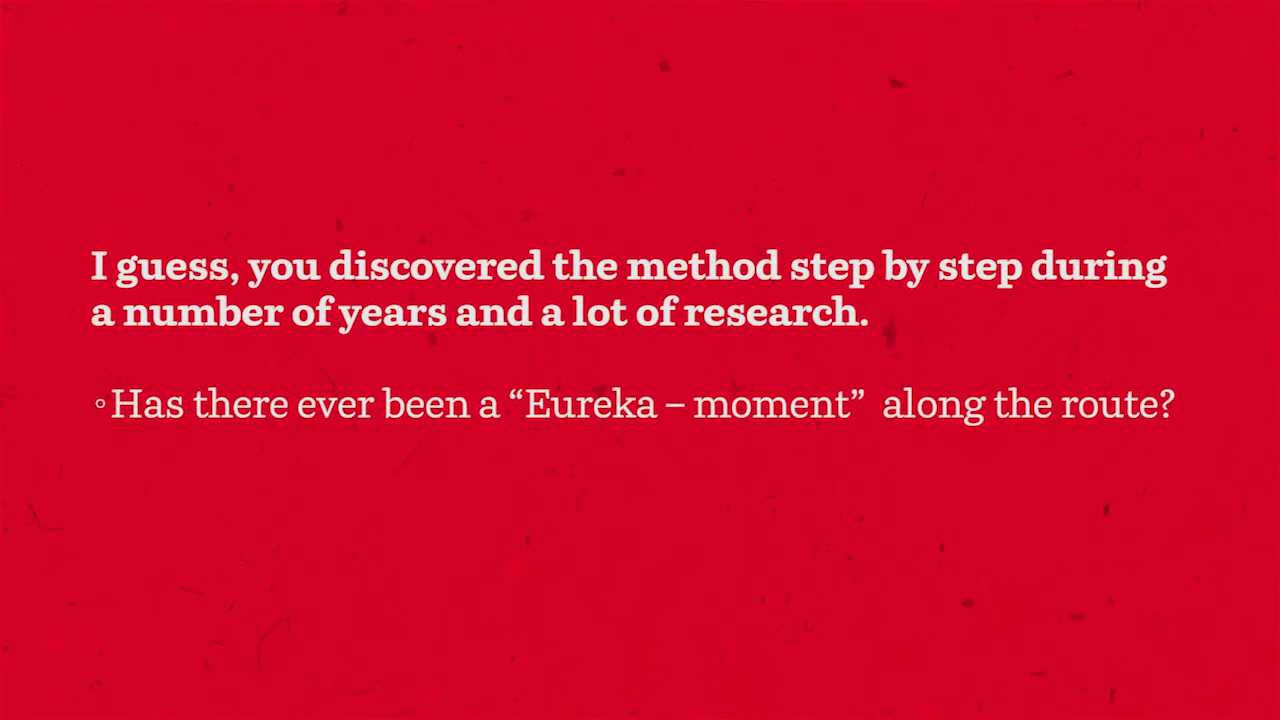 I guess, you discovered the method step by step during
a number of years and a lot of research.
◦Has there ever been a “Eureka – moment”  along the route?